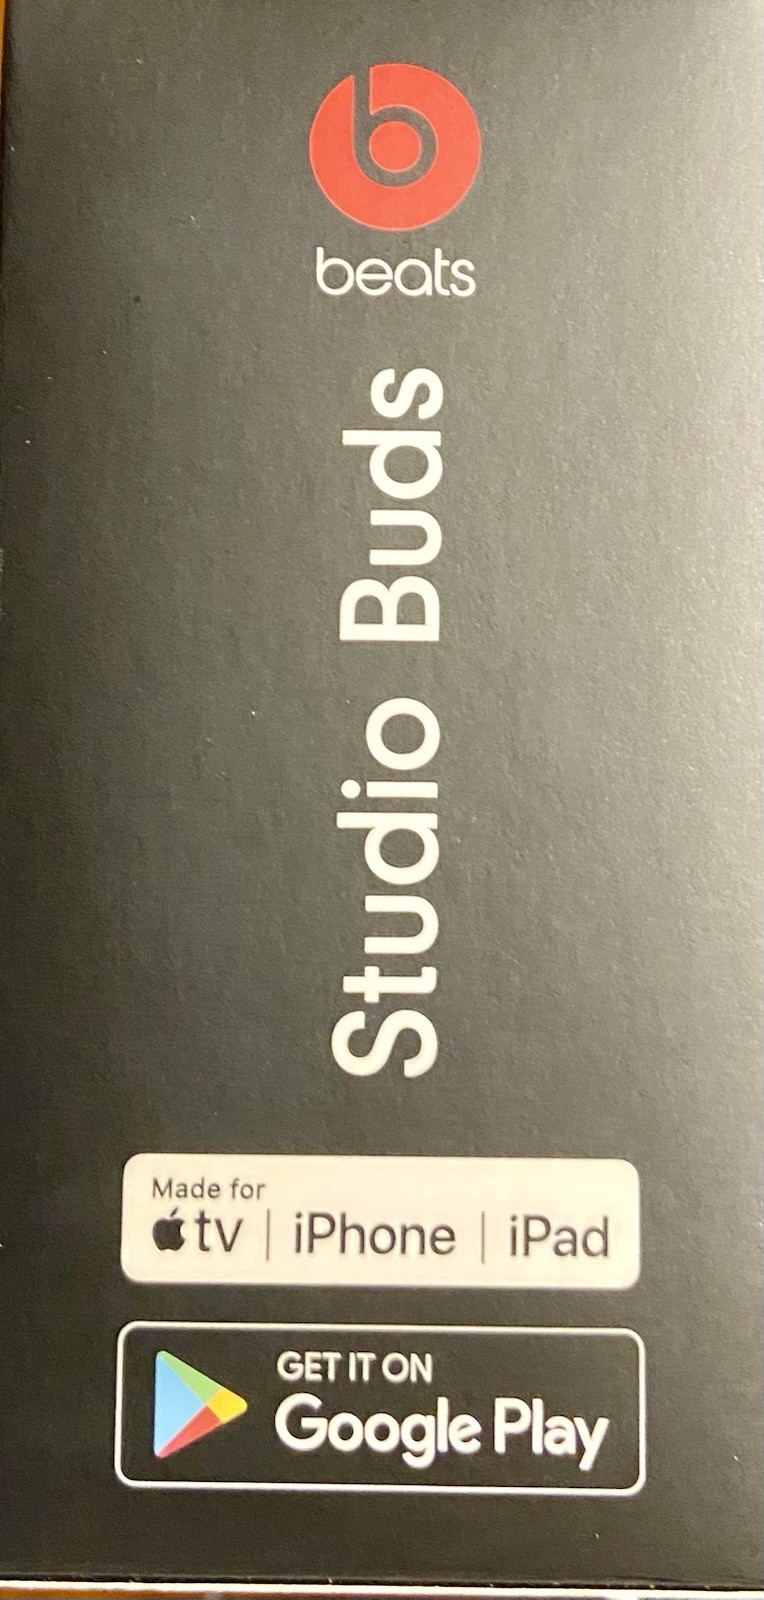 beats
Studio Buds
Made for
tv | iPhone | iPad
GET IT ON
Google Play